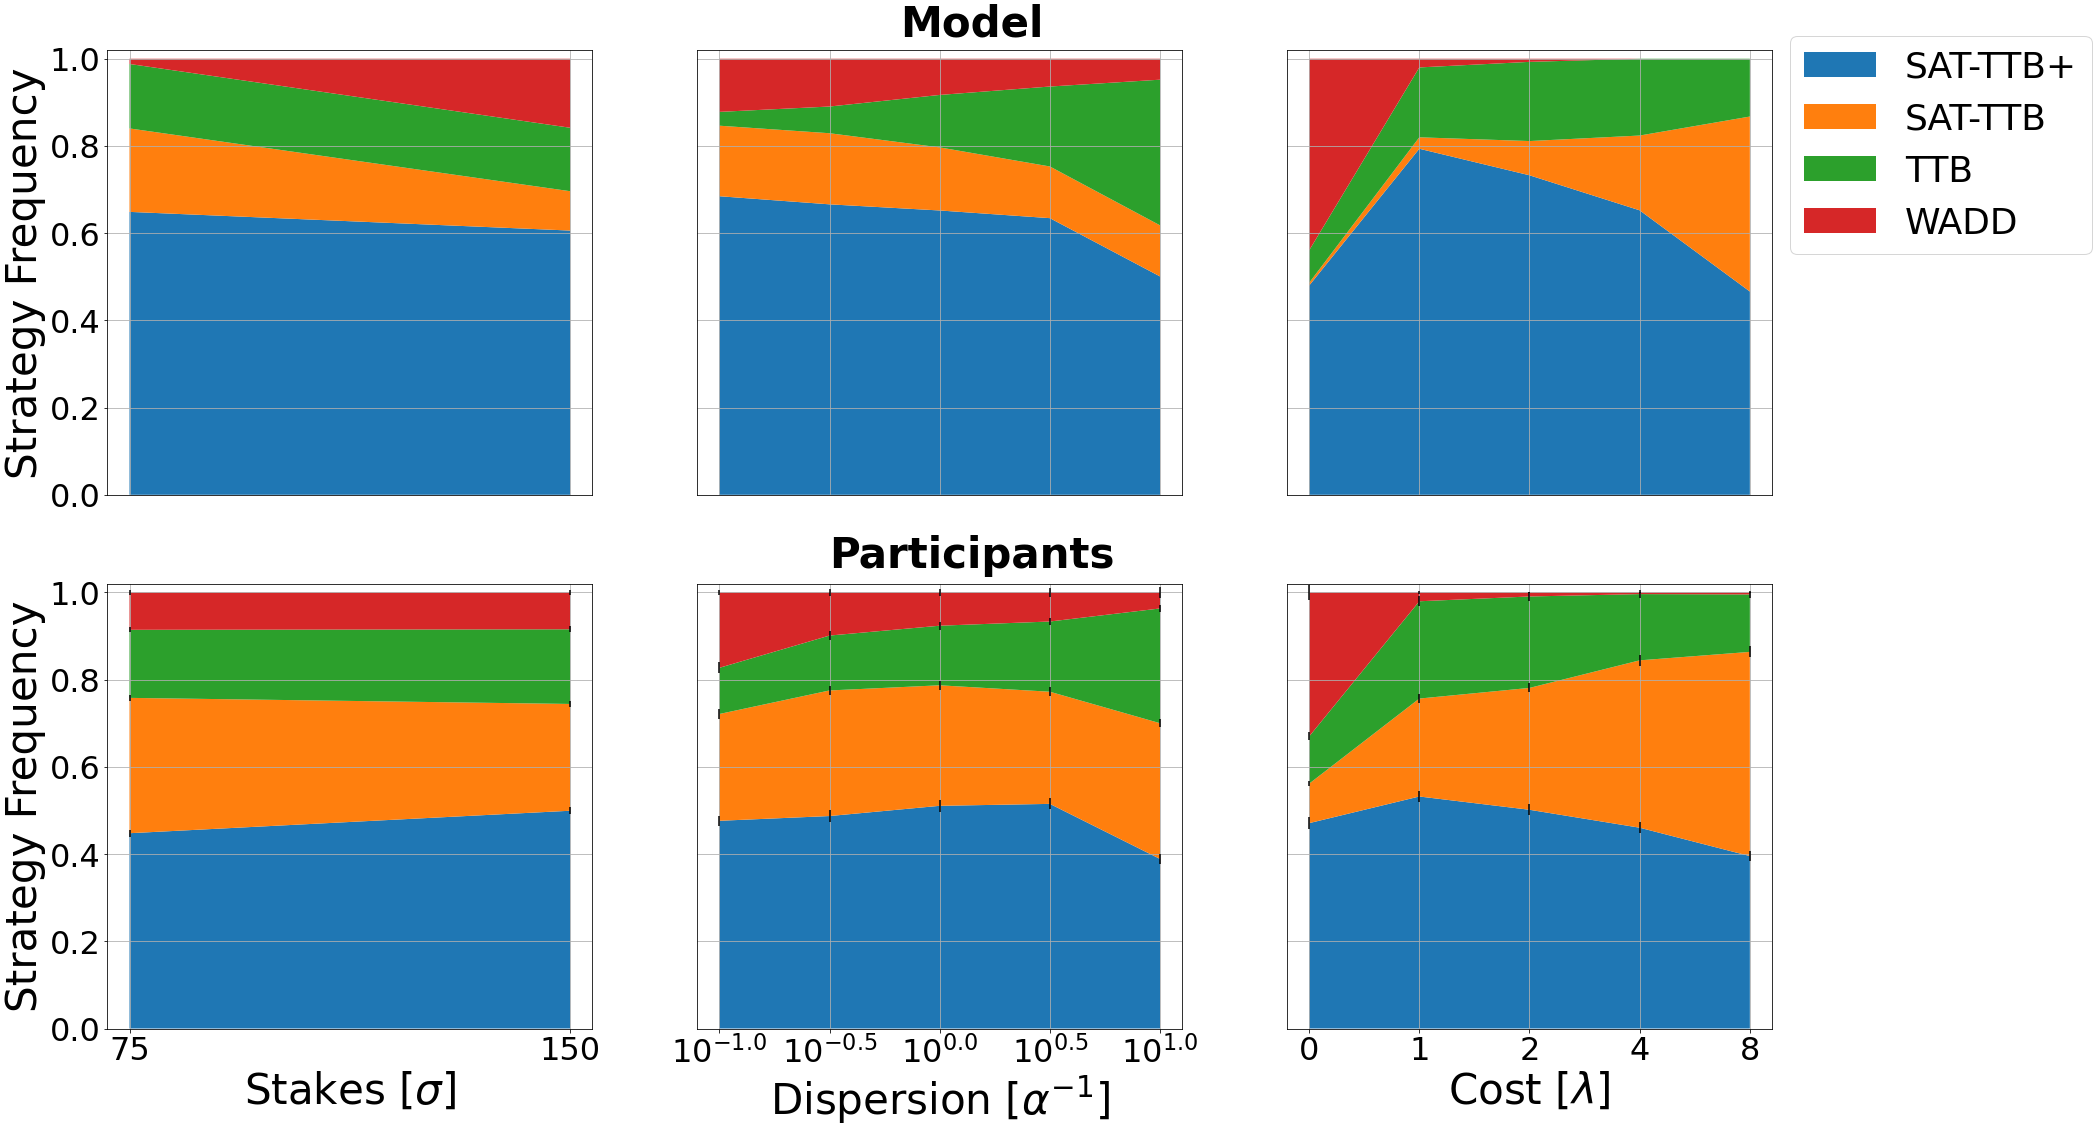 Model
Strategy Frequency
1.0
0.8
0.6
0.4
0.2
0.0
SAT-TTB+
SAT-TTB
TTB
WADD
Participants
Strategy Frequency
1.0
0.8
0.6
0.4
0.2
0.0
75 150
Stakes [σ]
10^{-1.0} 10^{-0.5} 10^{0.0} 10^{0.5} 10^{1.0}
Dispersion [α^{-1}]
0 1 2 4 8
Cost [λ]